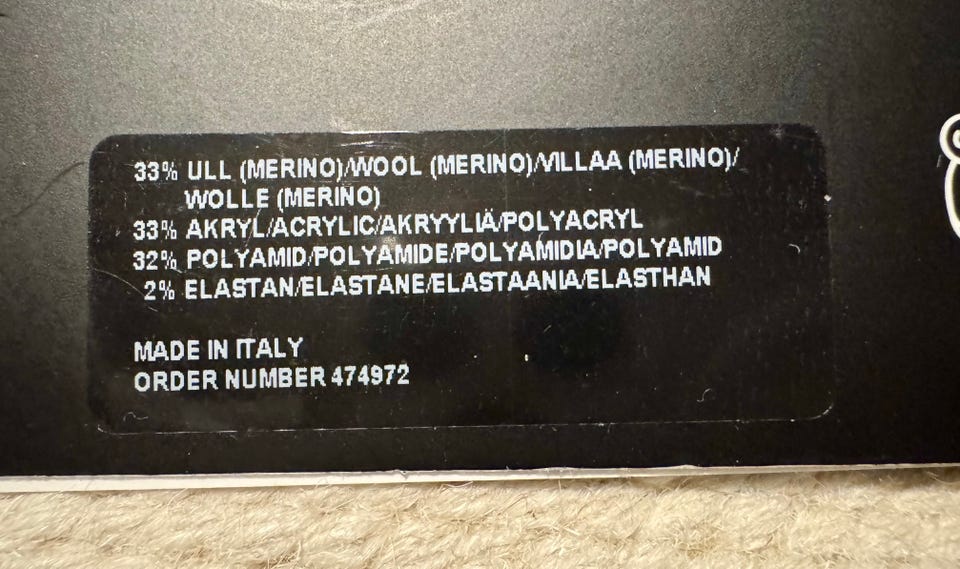 33% ULL (MERINO)/WOOL (MERINO)/VILLAA (MERINO)/
WOLLE (MERINO)
33% AKRYL/ACRYLIC/AKRYYLIÄ/POLYACRYL
32% POLYAMID/POLYAMIDE/POLYAMIDIA/POLYAMID
2% ELASTAN/ELASTANE/ELASTAANIA/ELASTHAN
MADE IN ITALY
ORDER NUMBER 474972